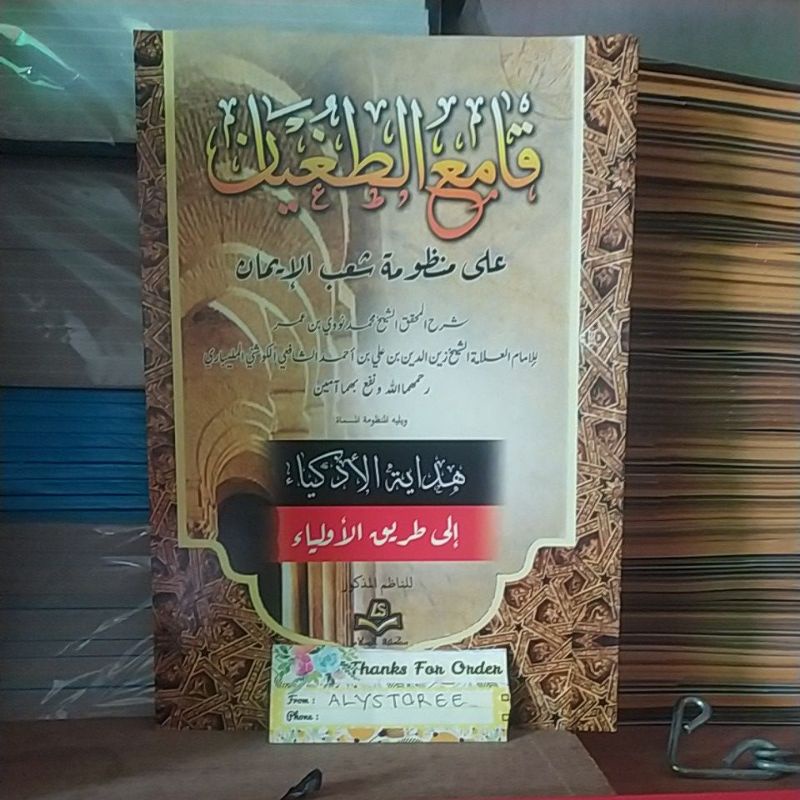 قامع الطغيان
على منظومة شعب الإيمان
شرح المحقق الشيخ محمد نووي بن عمر
للإمام العلامة الشيخ زين الدين بن علي بن أحمد الشافعي الكوشني المليباري
رحمهما الله ونفع بهما آمين
ويليه المنظومة المسماة
هداية الأذكياء
إلى طريق الأولياء
للناظم المذكور
Thanks For Order
From : ALYSTOREE
Phone :